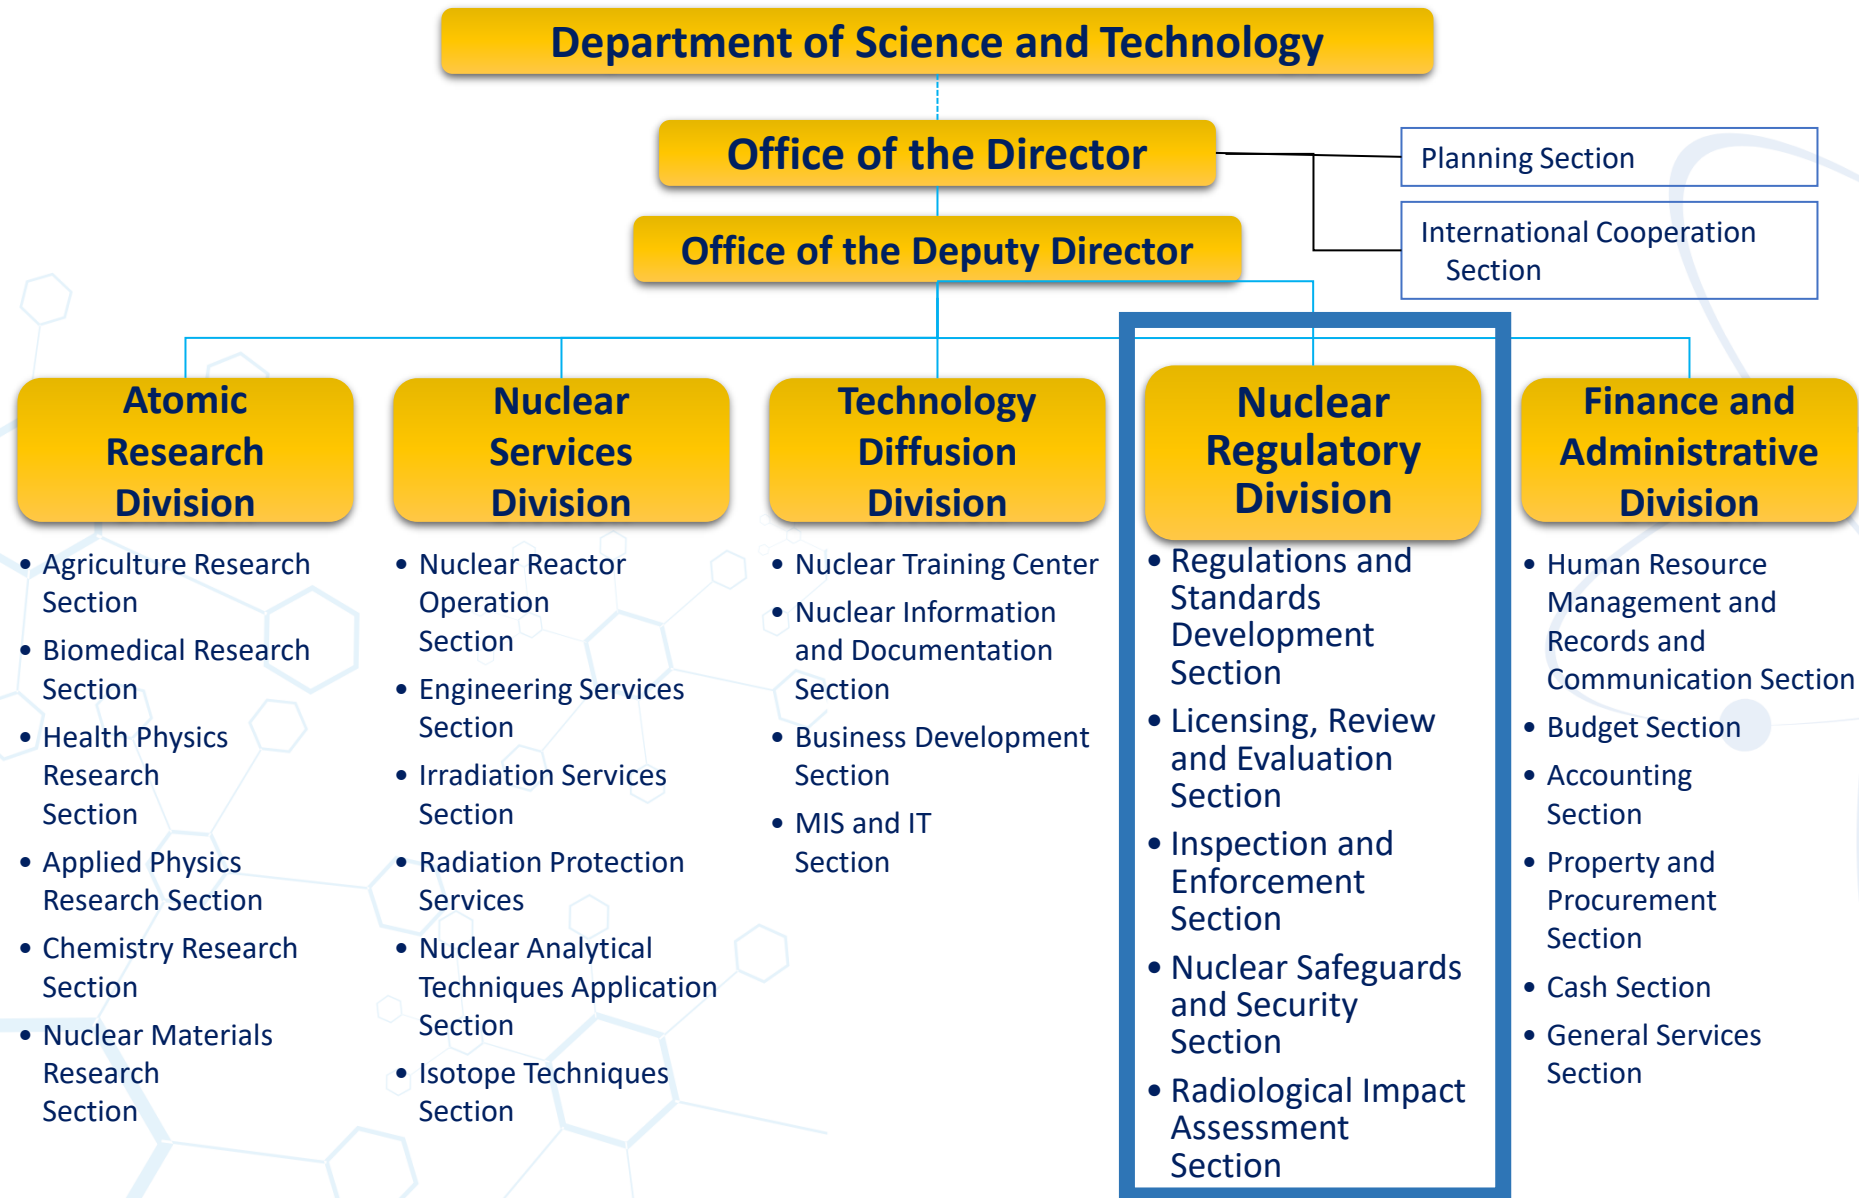 Department of Science and Technology
Office of the Director
Planning Section
International Cooperation
Section
Office of the Deputy Director
Atomic
Research
Division
• Agriculture Research
Section
• Biomedical Research
Section
• Health Physics
Research
Section
• Applied Physics
Research Section
• Chemistry Research
Section
• Nuclear Materials
Research
Section
Nuclear
Services
Division
• Nuclear Reactor
Operation
Section
• Engineering Services
Section
• Irradiation Services
Section
• Radiation Protection
Services
• Nuclear Analytical
Techniques Application
Section
• Isotope Techniques
Section
Technology
Diffusion
Division
• Nuclear Training Center
• Nuclear Information
and Documentation
Section
• Business Development
Section
• MIS and IT
Section
Nuclear
Regulatory
Division
• Regulations and
Standards
Development
Section
• Licensing, Review
and Evaluation
Section
• Inspection and
Enforcement
Section
• Nuclear Safeguards
and Security
Section
• Radiological Impact
Assessment
Section
Finance and
Administrative
Division
• Human Resource
Management and
Records and
Communication Section
• Budget Section
• Accounting
Section
• Property and
Procurement
Section
• Cash Section
• General Services
Section